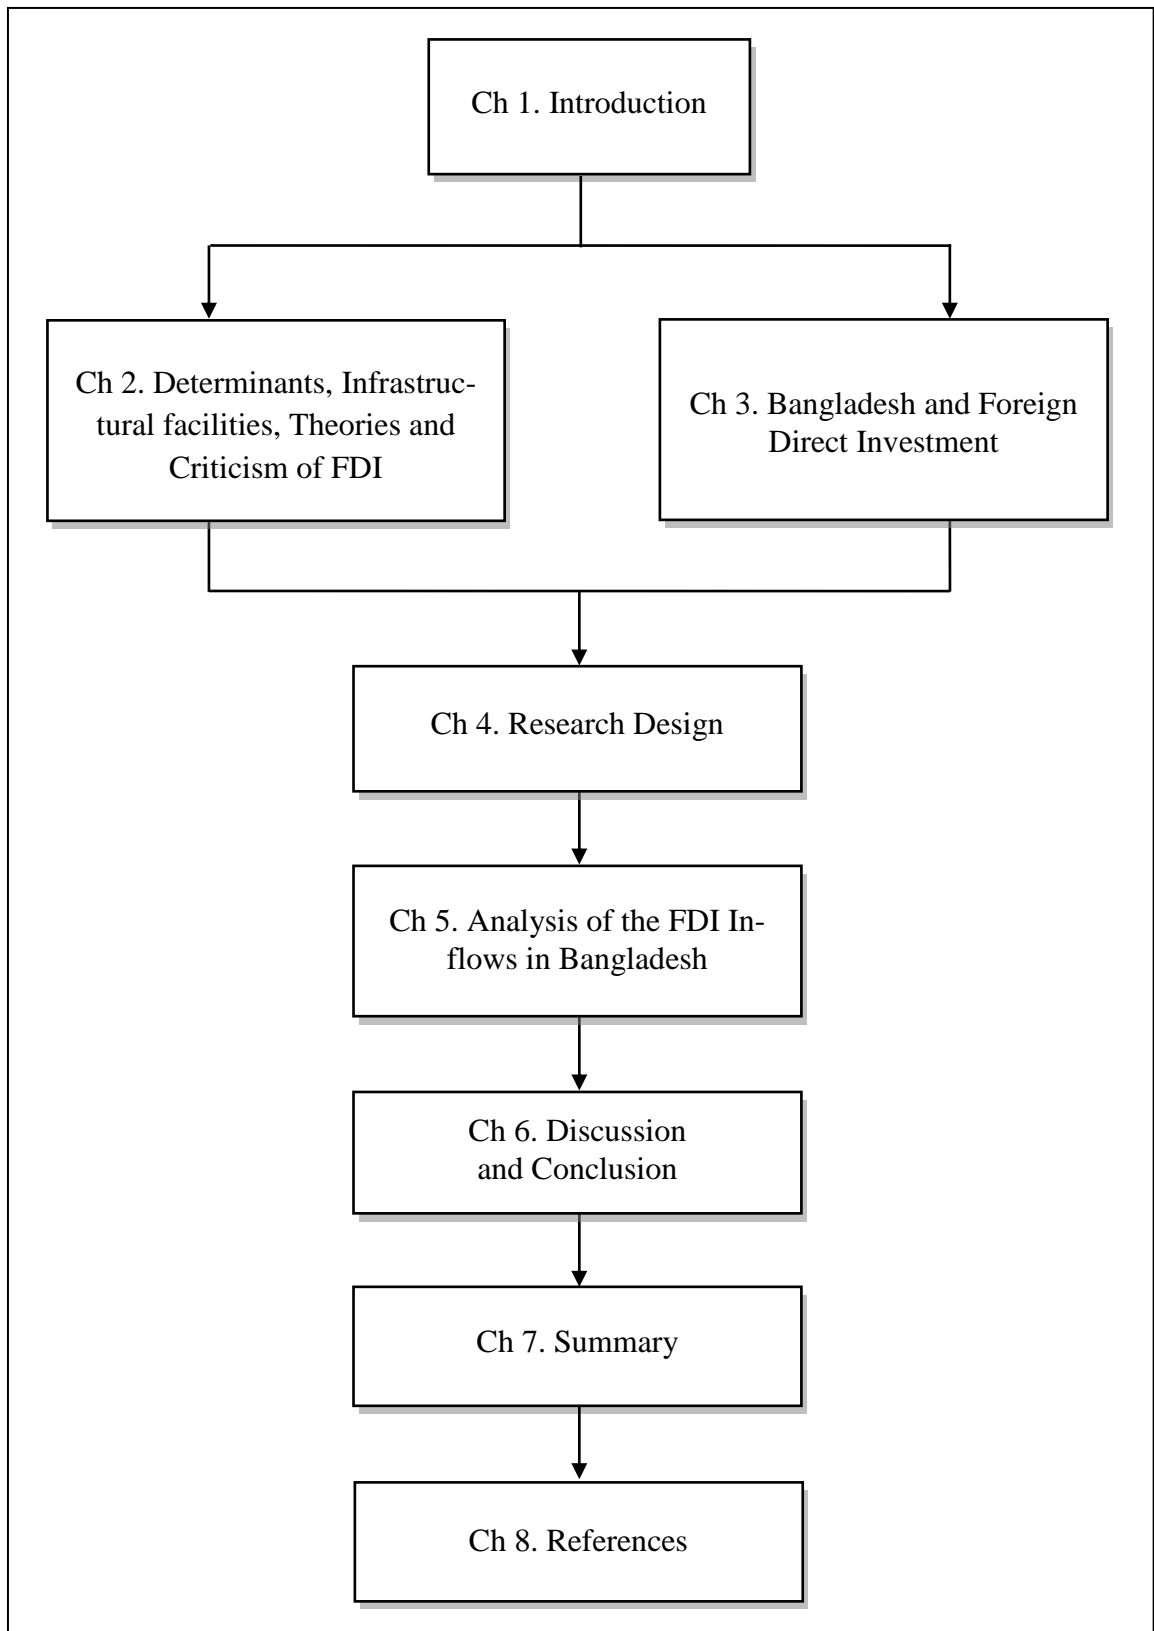 Ch 1. Introduction
Ch 2. Determinants, Infrastruc-
tural facilities, Theories and
Criticism of FDI
Ch 3. Bangladesh and Foreign
Direct Investment
Ch 4. Research Design
Ch 5. Analysis of the FDI In-
flows in Bangladesh
Ch 6. Discussion
and Conclusion
Ch 7. Summary
Ch 8. References